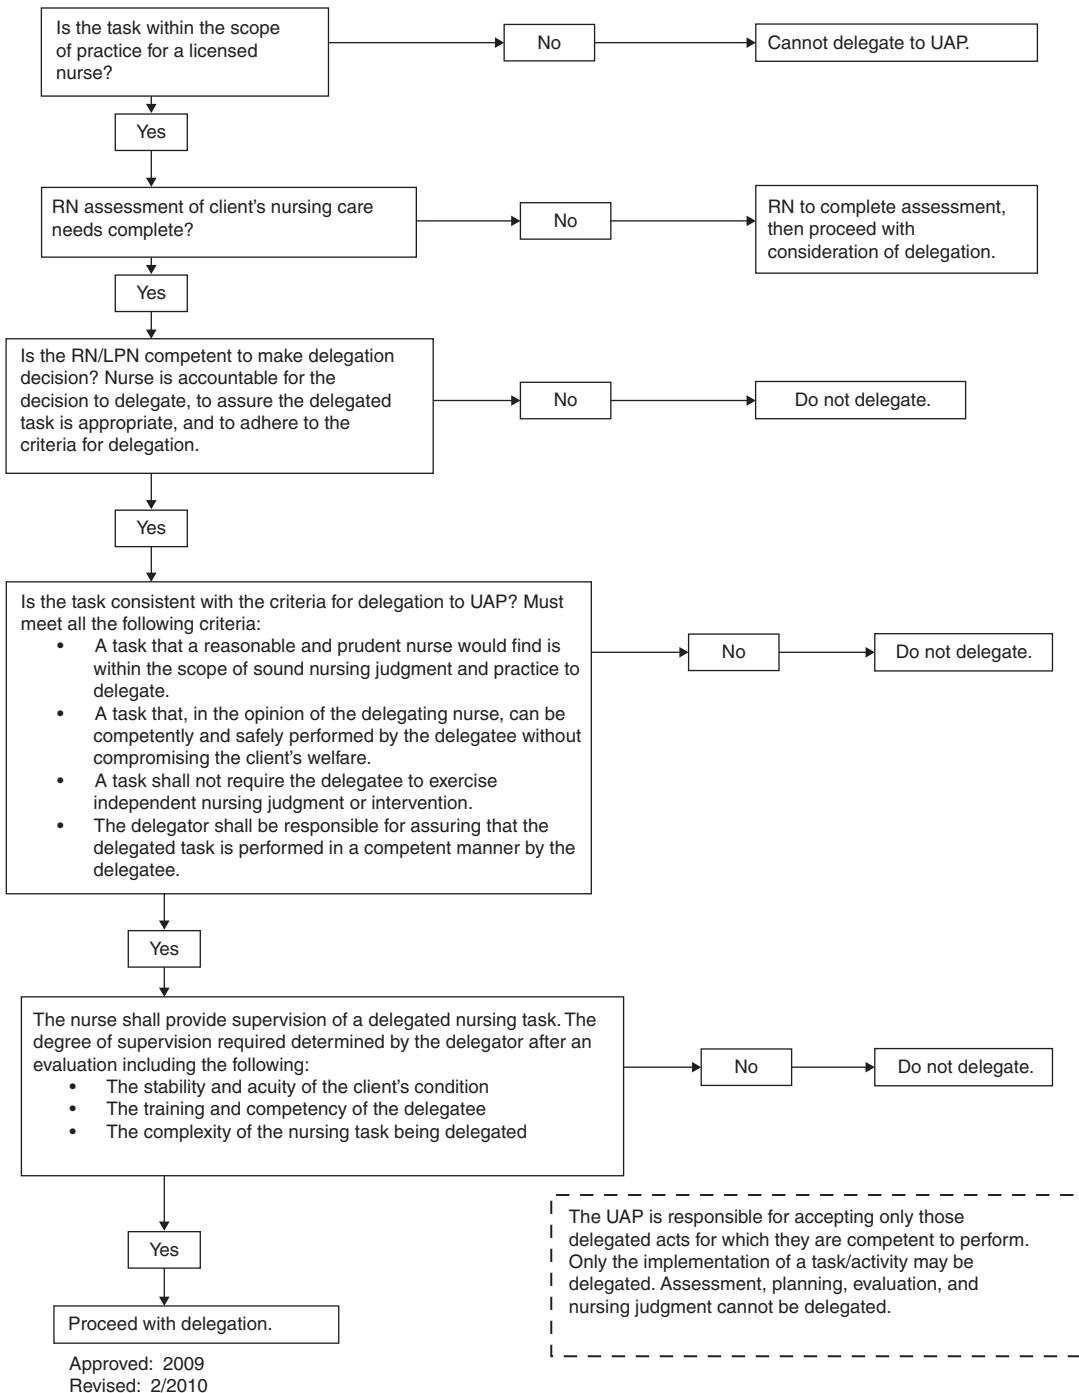 Is the task within the scope
of practice for a licensed
nurse?
No
Cannot delegate to UAP.
Yes
RN assessment of client's nursing care
needs complete?
No
RN to complete assessment,
then proceed with
consideration of delegation.
Yes
Is the RN/LPN competent to make delegation
decision? Nurse is accountable for the
decision to delegate, to assure the delegated
task is appropriate, and to adhere to the
criteria for delegation.
No
Do not delegate.
Yes
Is the task consistent with the criteria for delegation to UAP? Must
meet all the following criteria:
• A task that a reasonable and prudent nurse would find is
within the scope of sound nursing judgment and practice to
delegate.
• A task that, in the opinion of the delegating nurse, can be
competently and safely performed by the delegatee without
compromising the client's welfare.
• A task shall not require the delegatee to exercise
independent nursing judgment or intervention.
• The delegator shall be responsible for assuring that the
delegated task is performed in a competent manner by the
delegatee.
No
Do not delegate.
Yes
The nurse shall provide supervision of a delegated nursing task. The
degree of supervision required determined by the delegator after an
evaluation including the following:
• The stability and acuity of the client's condition
• The training and competency of the delegatee
• The complexity of the nursing task being delegated
No
Do not delegate.
Yes
Proceed with delegation.
The UAP is responsible for accepting only those
delegated acts for which they are competent to perform.
Only the implementation of a task/activity may be
delegated. Assessment, planning, evaluation, and
nursing judgment cannot be delegated.
Approved: 2009
Revised: 2/2010